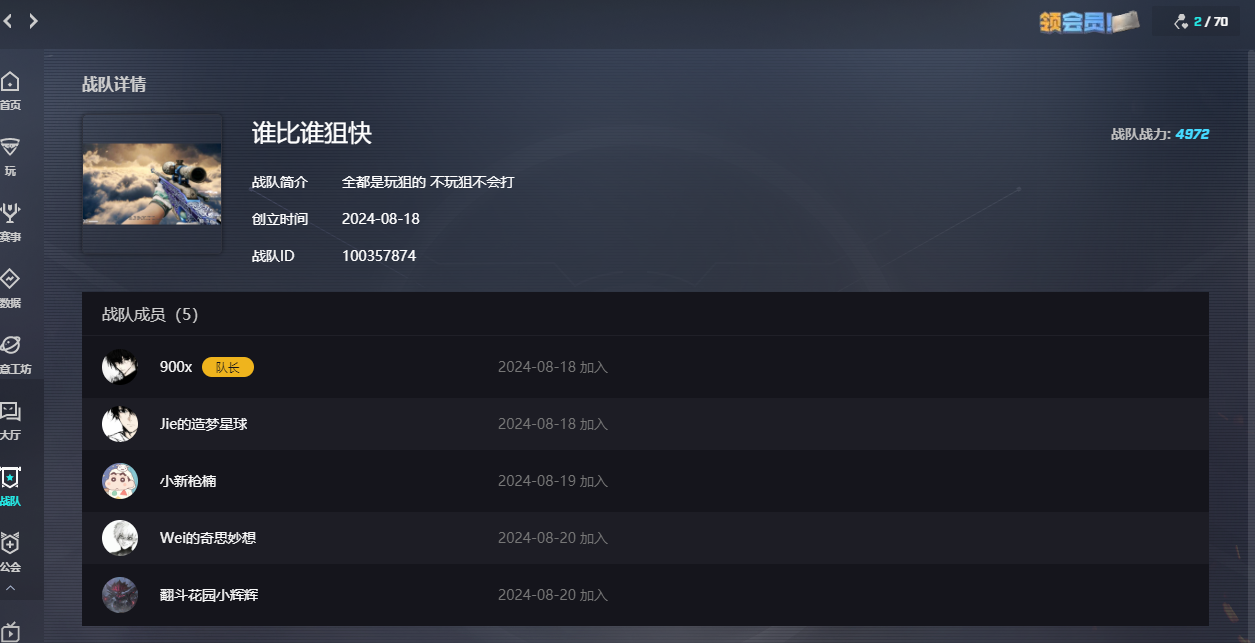 领会员!
2 / 70
首页
玩
赛事
数据
意工坊
大厅
战队
公会
战队详情
谁比谁狙快
战队战力: 4972
战队简介 全都是玩狙的 不玩狙不会打
创立时间 2024-08-18
战队ID 100357874
战队成员（5）
900x 队长 2024-08-18 加入
Jie的造梦星球 2024-08-18 加入
小新枪楠 2024-08-19 加入
Wei的奇思妙想 2024-08-20 加入
翻斗花园小辉辉 2024-08-20 加入